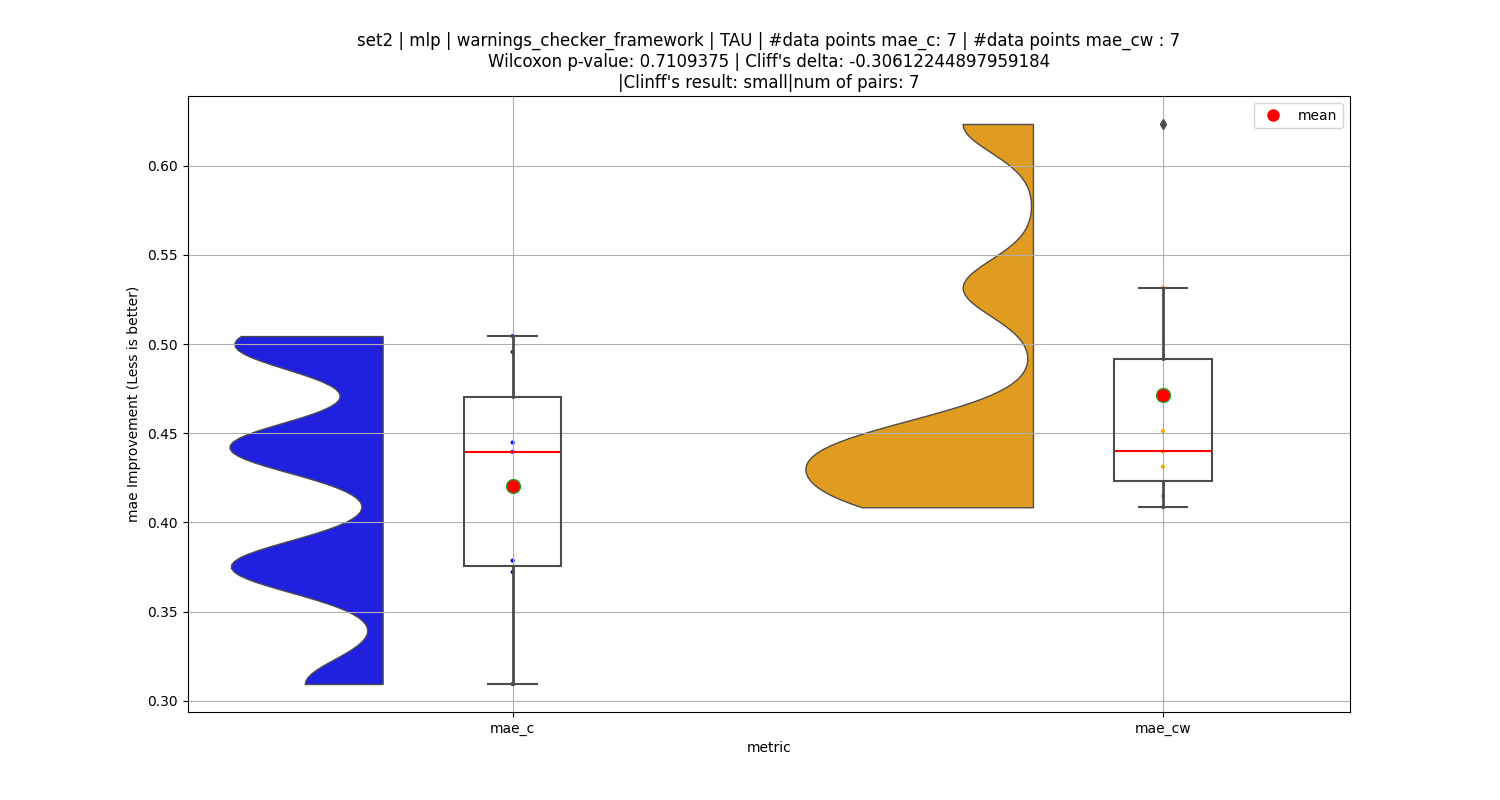 set2 | mlp | warnings_checker_framework | TAU | #data points mae_c: 7 | #data points mae_cw : 7
Wilcoxon p-value: 0.7109375 | Cliff's delta: -0.30612244897959184
|Clinff's result: small|num of pairs: 7
mean
mae Improvement (Less is better)
0.60
0.55
0.50
0.45
0.40
0.35
0.30
mae_c
mae_cw
metric